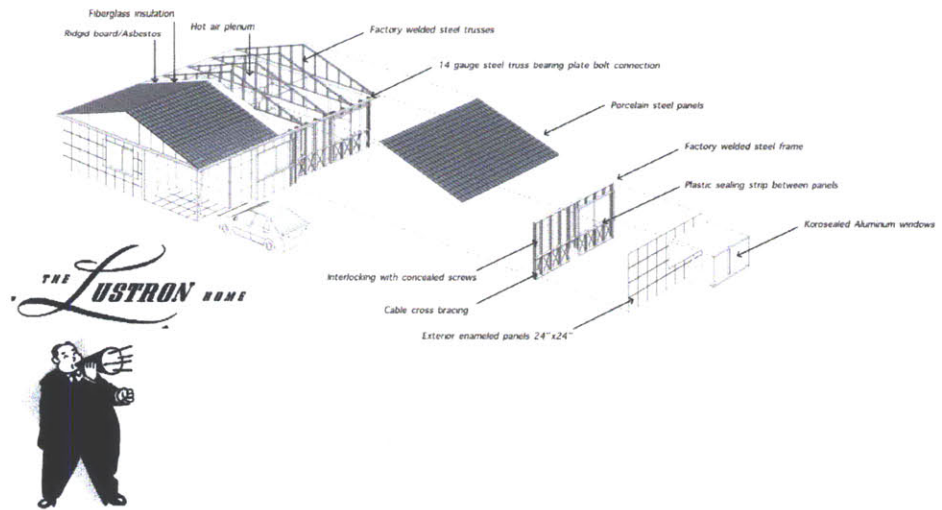 Fiberglass insulation
Ridgid board/Asbestos
Hot air plenum
Factory welded steel trusses
14 gauge steel truss bearing plate bolt connection
Porcelain steel panels
Factory welded steel frame
Plastic sealing strip between panels
Korosealed Aluminum windows
Interlocking with concealed screws
Cable cross bracing
Exterior enameled panels 24"x24"
THE
LUSTRON HOME